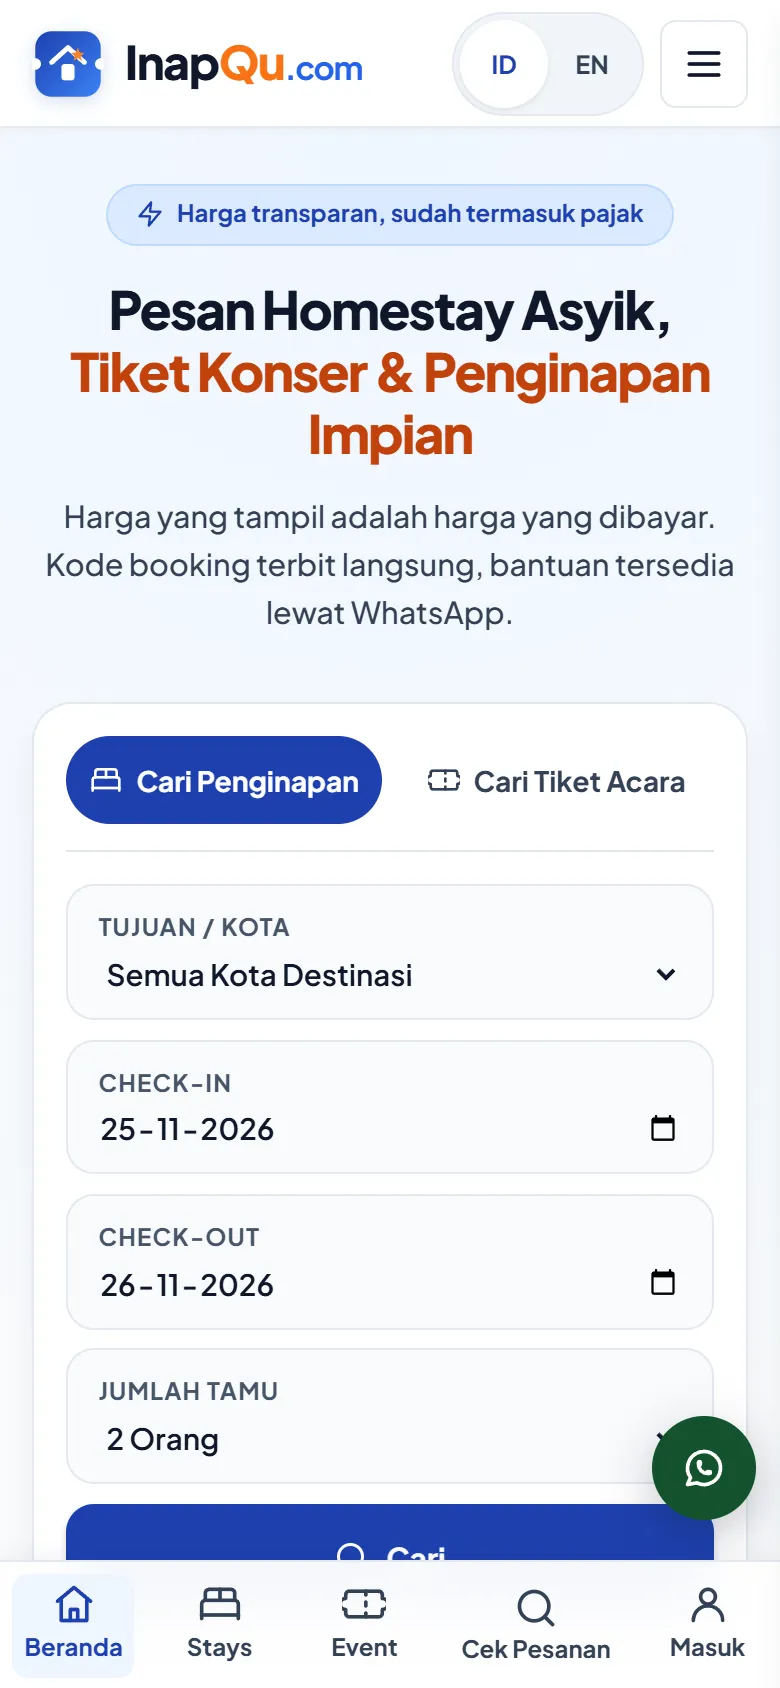 InapQu.com
ID
EN
Harga transparan, sudah termasuk pajak
Pesan Homestay Asyik,
Tiket Konser & Penginapan
Impian
Harga yang tampil adalah harga yang dibayar.
Kode booking terbit langsung, bantuan tersedia
lewat WhatsApp.
Cari Penginapan
Cari Tiket Acara
TUJUAN / KOTA
Semua Kota Destinasi
CHECK-IN
25-11-2026
CHECK-OUT
26-11-2026
JUMLAH TAMU
2 Orang
Cari
Beranda
Stays
Event
Cek Pesanan
Masuk